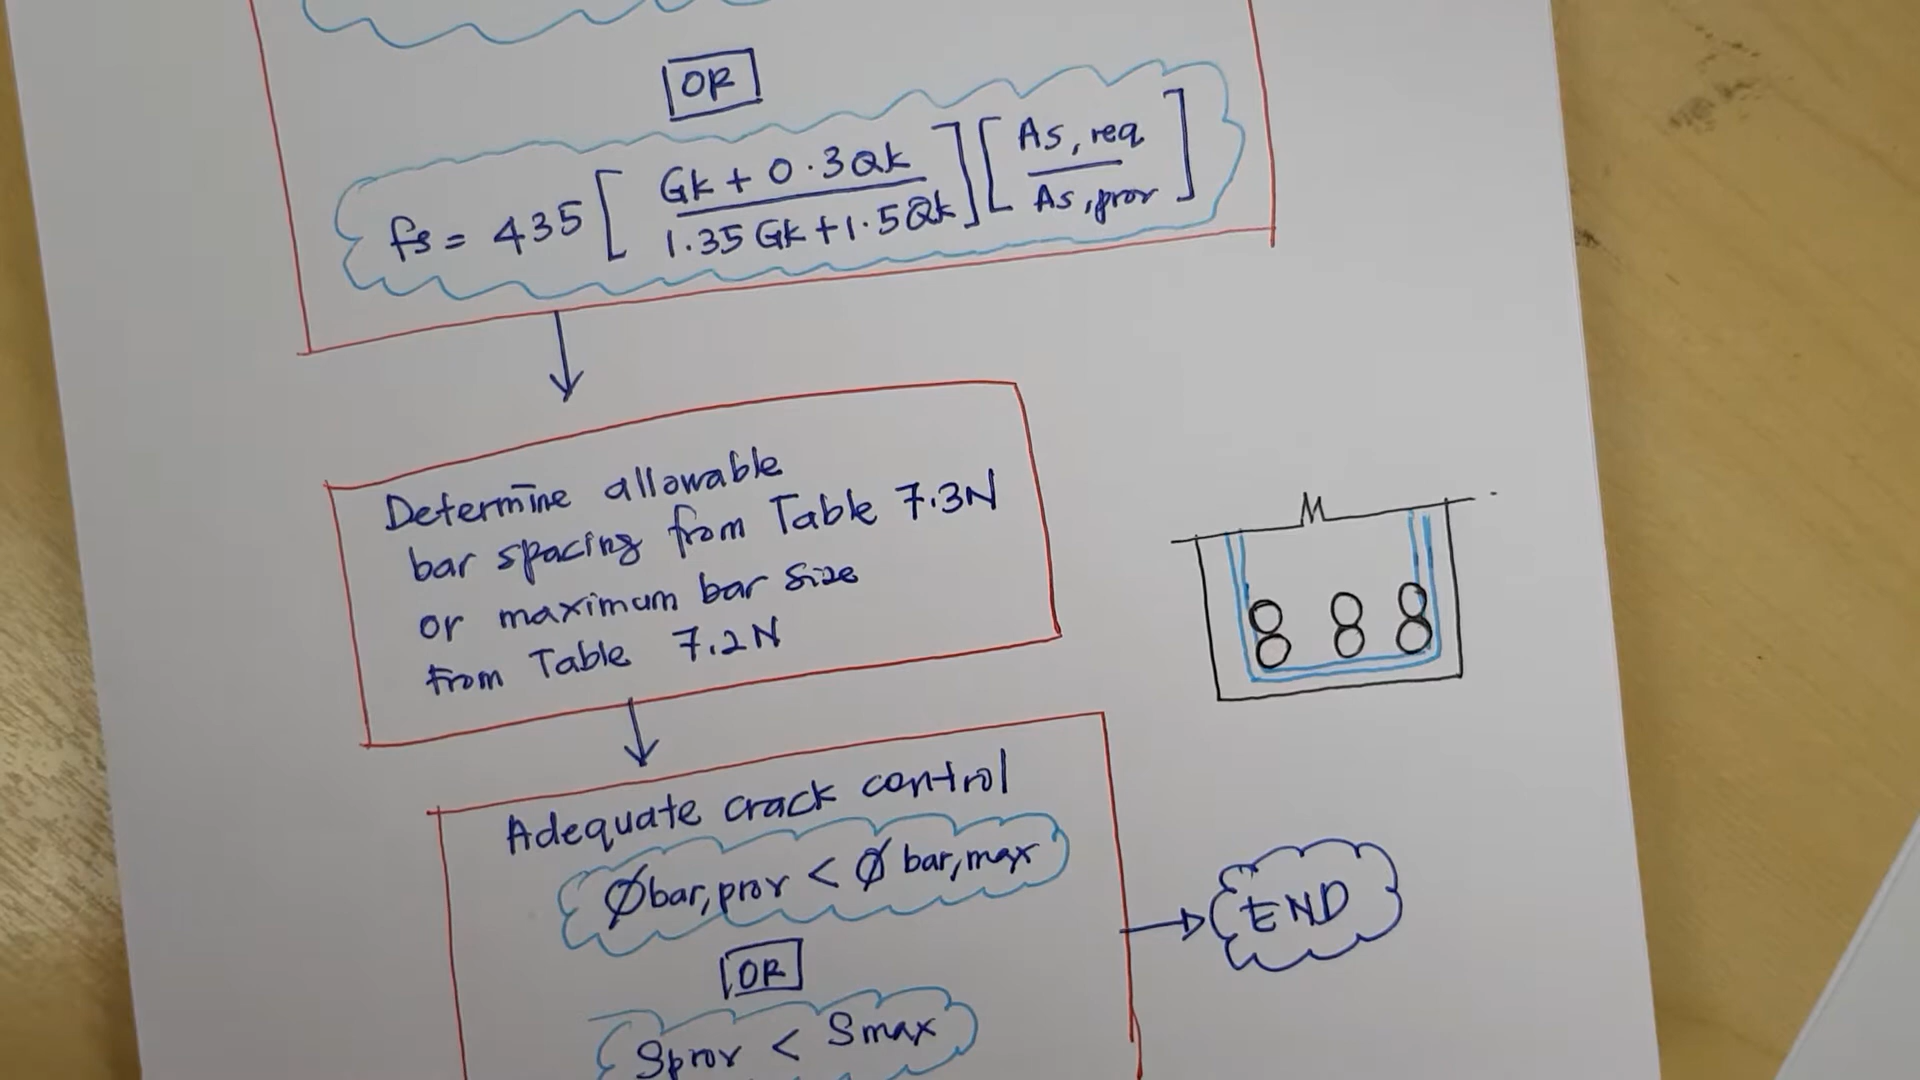 OR
fs = 435 [ Gk + 0.3Qk / 1.35 Gk + 1.5Qk ] [ As, req / As, prov ]
Determine allowable
bar spacing from Table 7.3N
or maximum bar size
from Table 7.2N
Adequate crack control
Øbar, prov < Ø bar, max
OR
Sprov < Smax
END